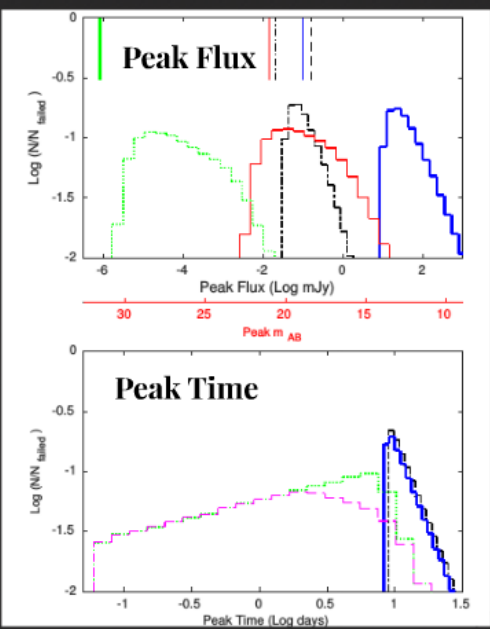 0
Peak Flux
-0.5
-1
-1.5
-2
Log (N/N failed )
-6 -4 -2 0 2
Peak Flux (Log mJy)
30 25 20 15 10
Peak m AB
0
Peak Time
-0.5
-1
-1.5
-2
Log (N/N failed )
-1 -0.5 0 0.5 1 1.5
Peak Time (Log days)